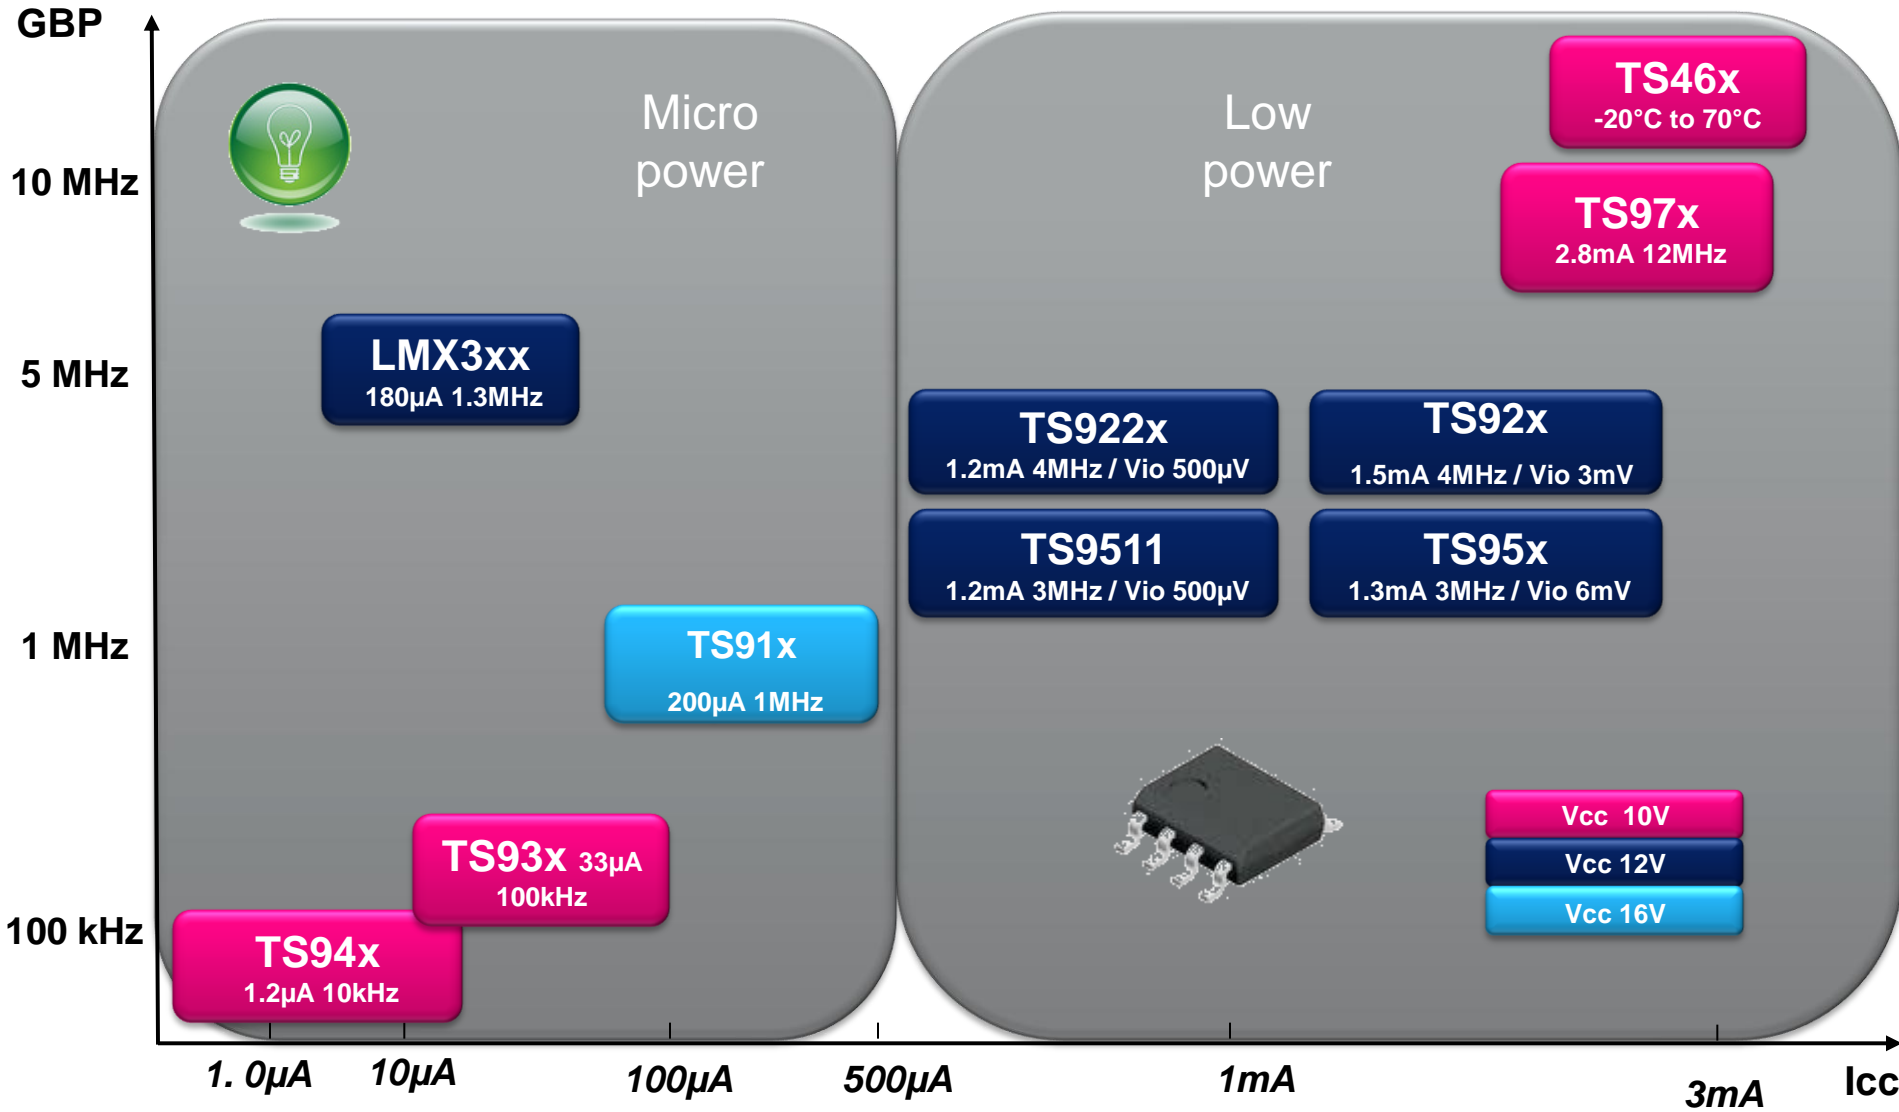 GBP
Micro
power
Low
power
TS46x
-20°C to 70°C
10 MHz
TS97x
2.8mA 12MHz
5 MHz
LMX3xx
180µA 1.3MHz
TS922x
1.2mA 4MHz / Vio 500µV
TS92x
1.5mA 4MHz / Vio 3mV
TS9511
1.2mA 3MHz / Vio 500µV
TS95x
1.3mA 3MHz / Vio 6mV
1 MHz
TS91x
200µA 1MHz
TS93x 33µA
100kHz
Vcc 10V
Vcc 12V
Vcc 16V
100 kHz
TS94x
1.2µA 10kHz
1. 0µA
10µA
100µA
500µA
1mA
3mA
Icc